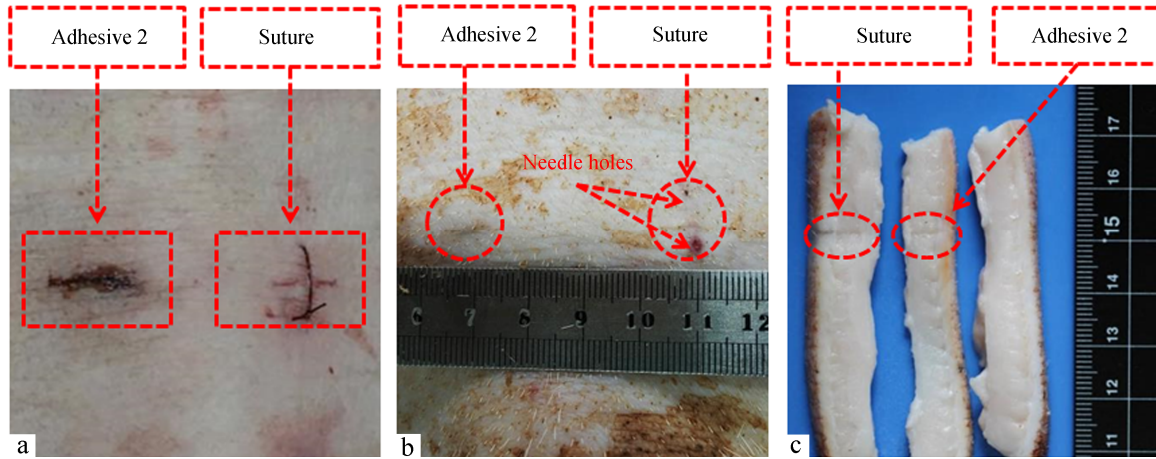 Adhesive 2
Suture
Adhesive 2
Suture
Suture
Adhesive 2
Needle holes
6 7 8 9 10 11 12
17
16
15
14
13
12
11
a
b
c